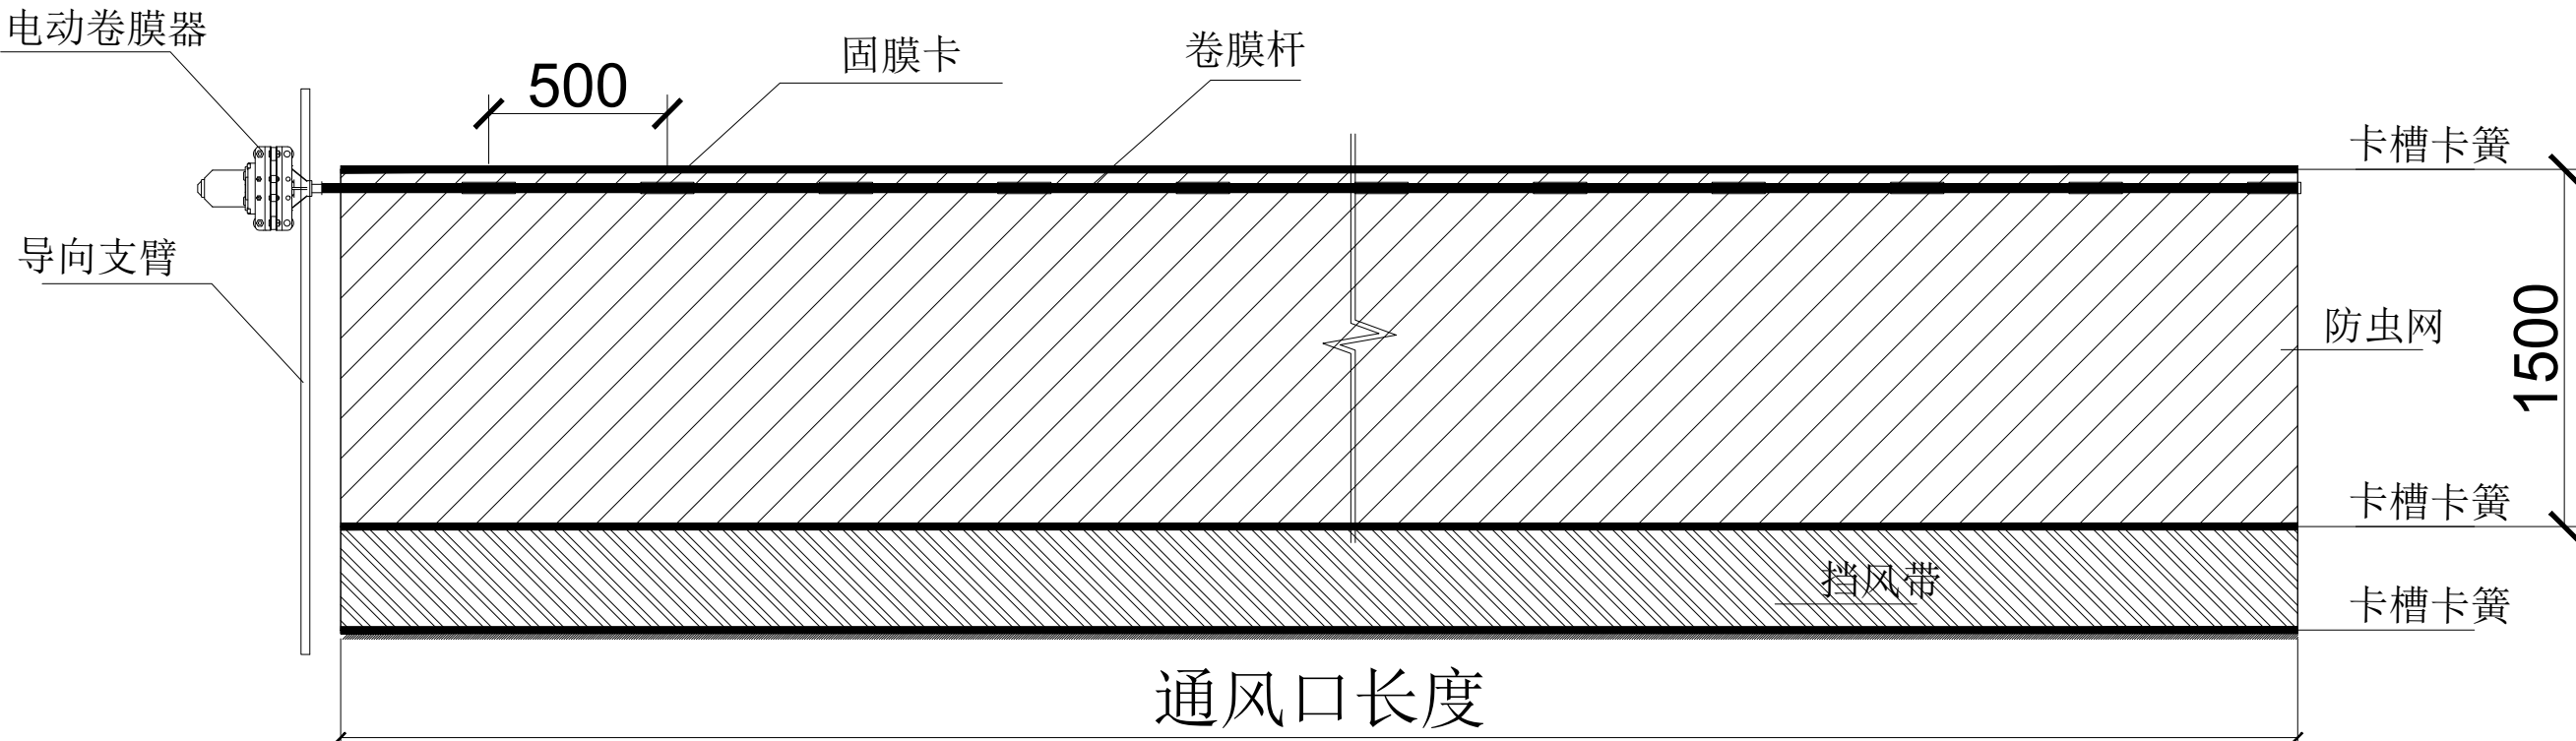 电动卷膜器
固膜卡
卷膜杆
500
卡槽卡簧
导向支臂
防虫网
1500
卡槽卡簧
挡风带
卡槽卡簧
通风口长度